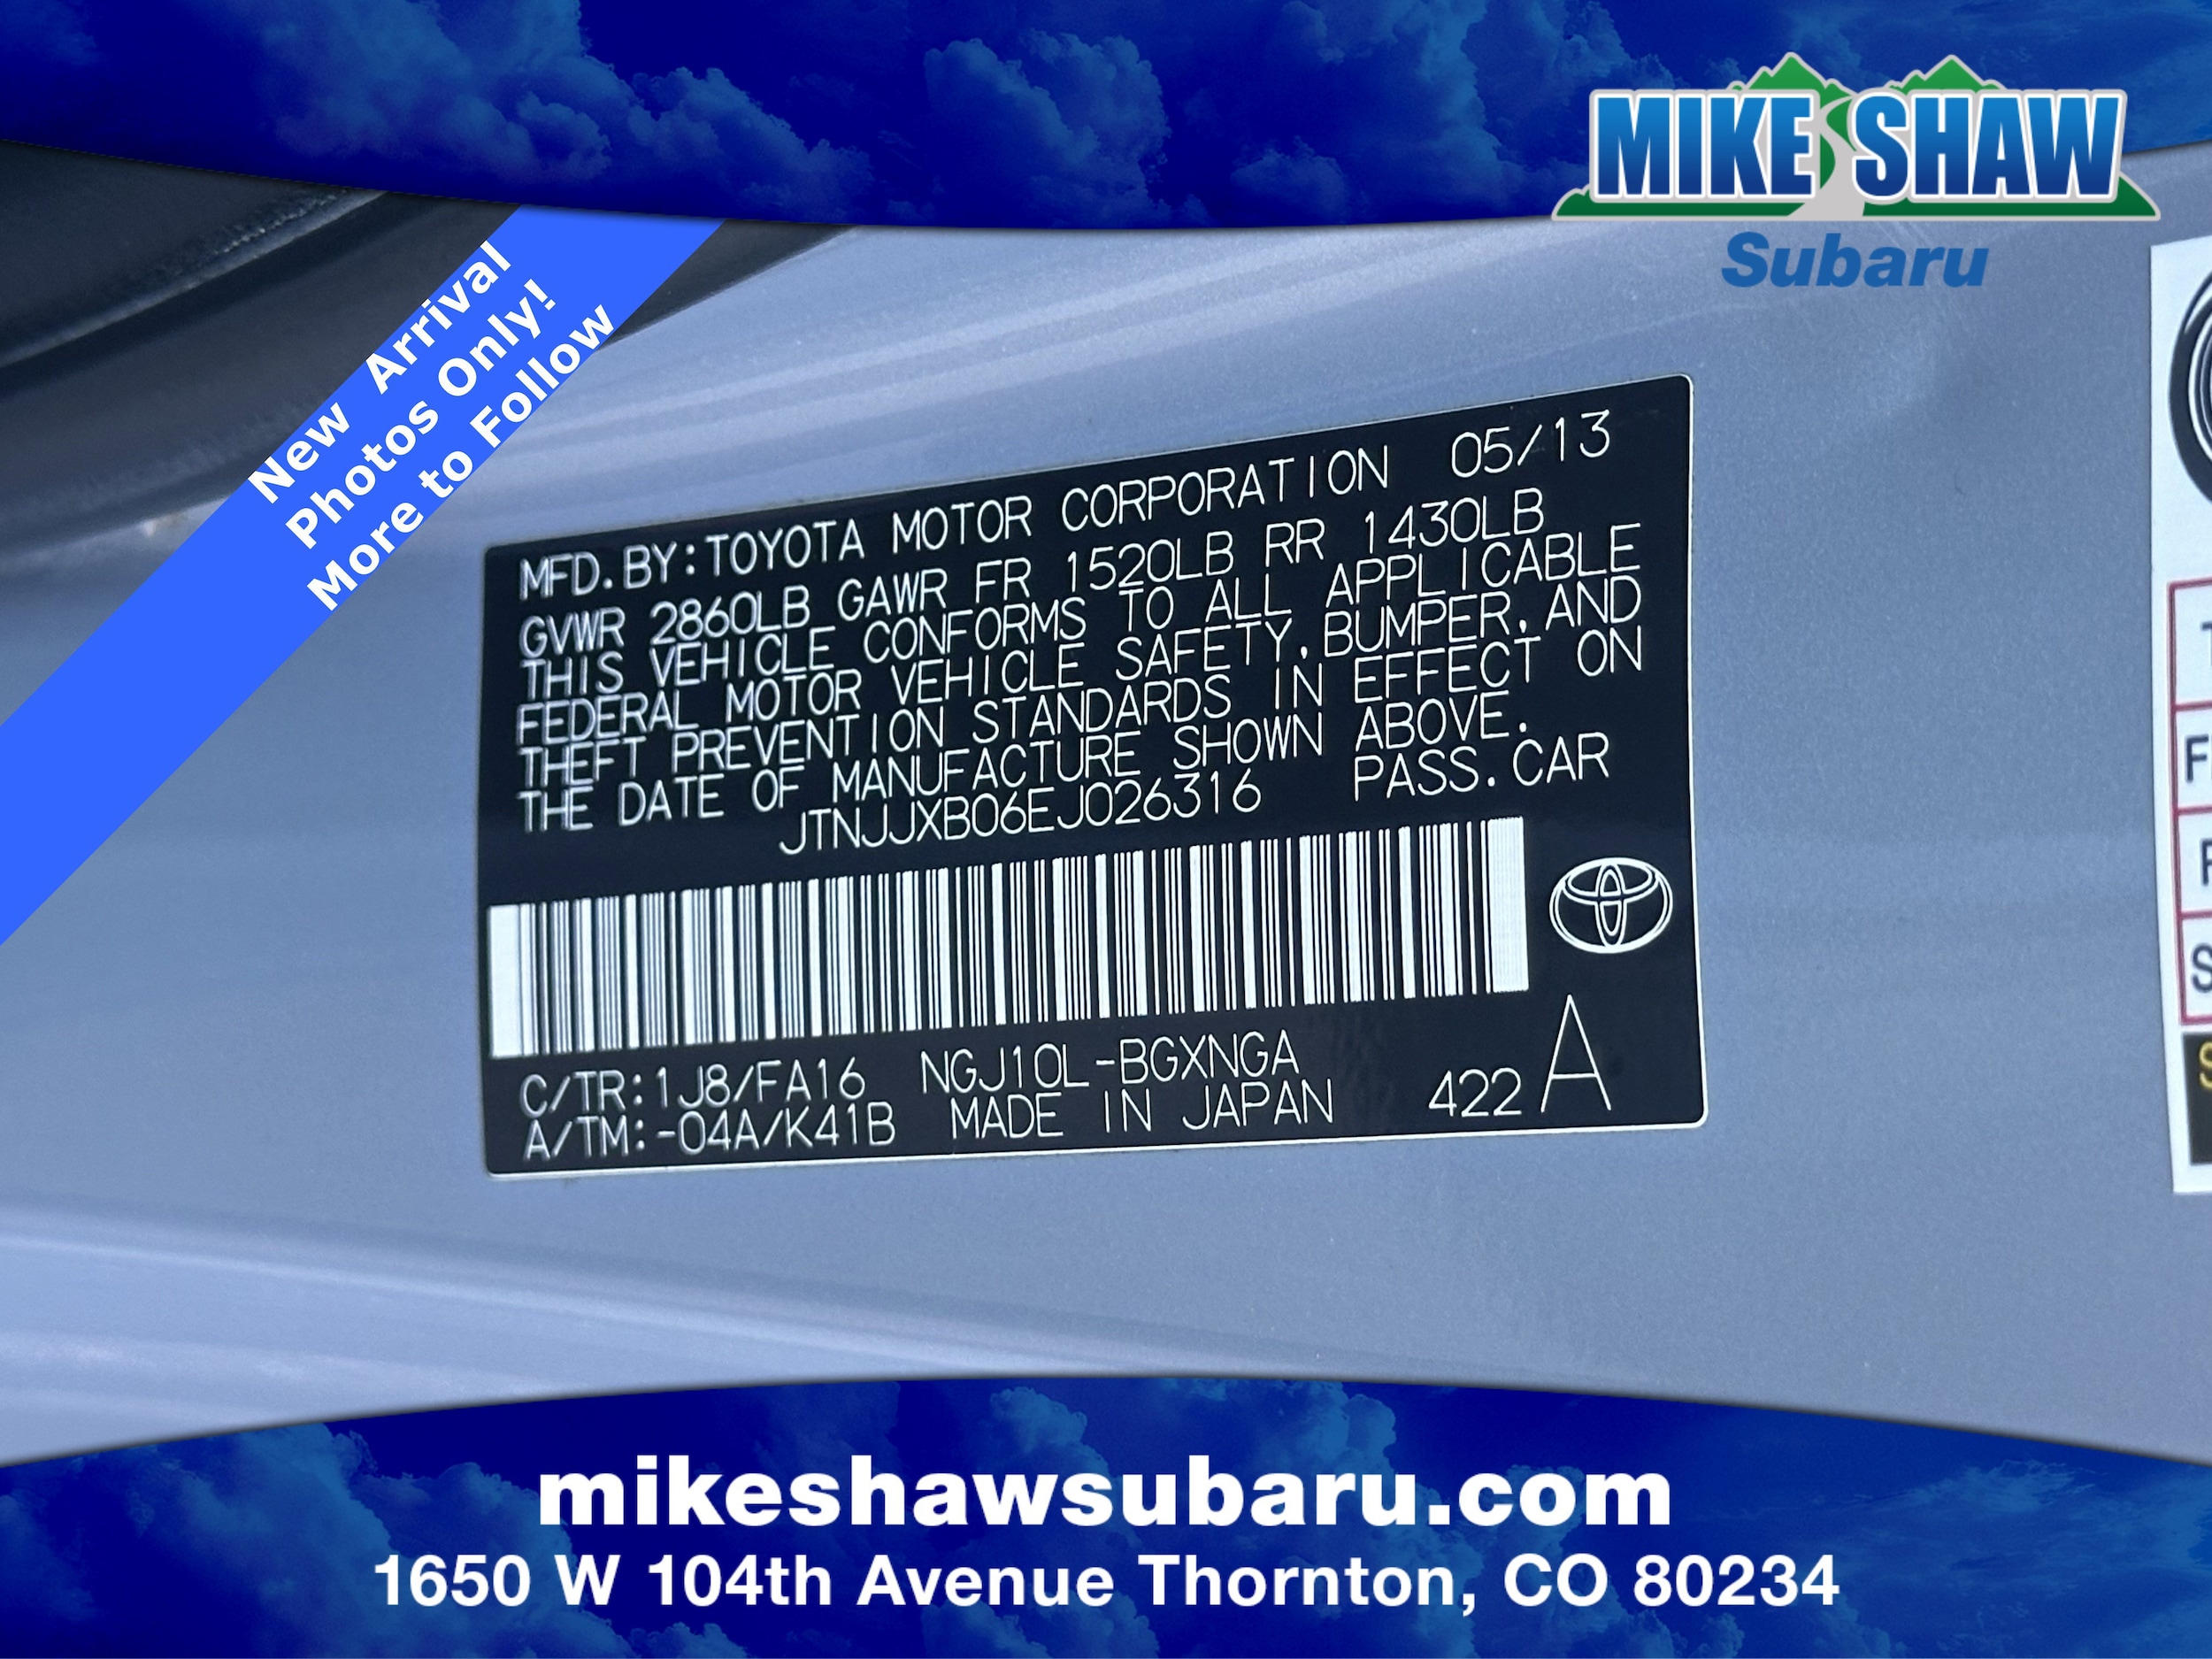 MIKE SHAW
Subaru
New Arrival
Photos Only!
More to Follow
MFD.BY:TOYOTA MOTOR CORPORATION 05/13
GVWR 2860LB GAWR FR 1520LB RR 1430LB
THIS VEHICLE CONFORMS TO ALL APPLICABLE
FEDERAL MOTOR VEHICLE SAFETY,BUMPER,AND
THEFT PREVENTION STANDARDS IN EFFECT ON
THE DATE OF MANUFACTURE SHOWN ABOVE.
JTNJJXB06EJ026316 PASS.CAR
C/TR:1J8/FA16 NGJ10L-BGXNGA
A/TM:-04A/K41B MADE IN JAPAN 422 A
mikeshawsubaru.com
1650 W 104th Avenue Thornton, CO 80234